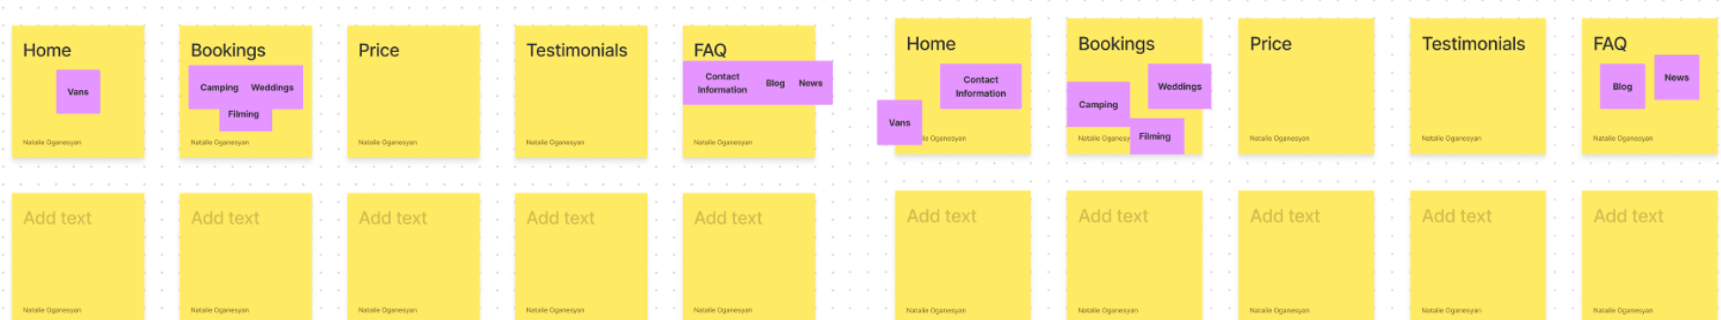 Home
Vans
Natalie Oganesyan
Bookings
Camping Weddings
Filming
Natalie Oganesyan
Price
Natalie Oganesyan
Testimonials
Natalie Oganesyan
FAQ
Contact
Information
Blog
News
Natalie Oganesyan
Add text
Natalie Oganesyan
Add text
Natalie Oganesyan
Add text
Natalie Oganesyan
Add text
Natalie Oganesyan
Add text
Natalie Oganesyan
Home
Contact
Information
Vans
lie Oganesyan
Bookings
Weddings
Camping
Filming
Natalie Oganesy
Price
Natalie Oganesyan
Testimonials
Natalie Oganesyan
FAQ
News
Blog
Natalie Oganesyan
Add text
Natalie Oganesyan
Add text
Natalie Oganesyan
Add text
Natalie Oganesyan
Add text
Natalie Oganesyan
Add text
Natalie Oganesyan